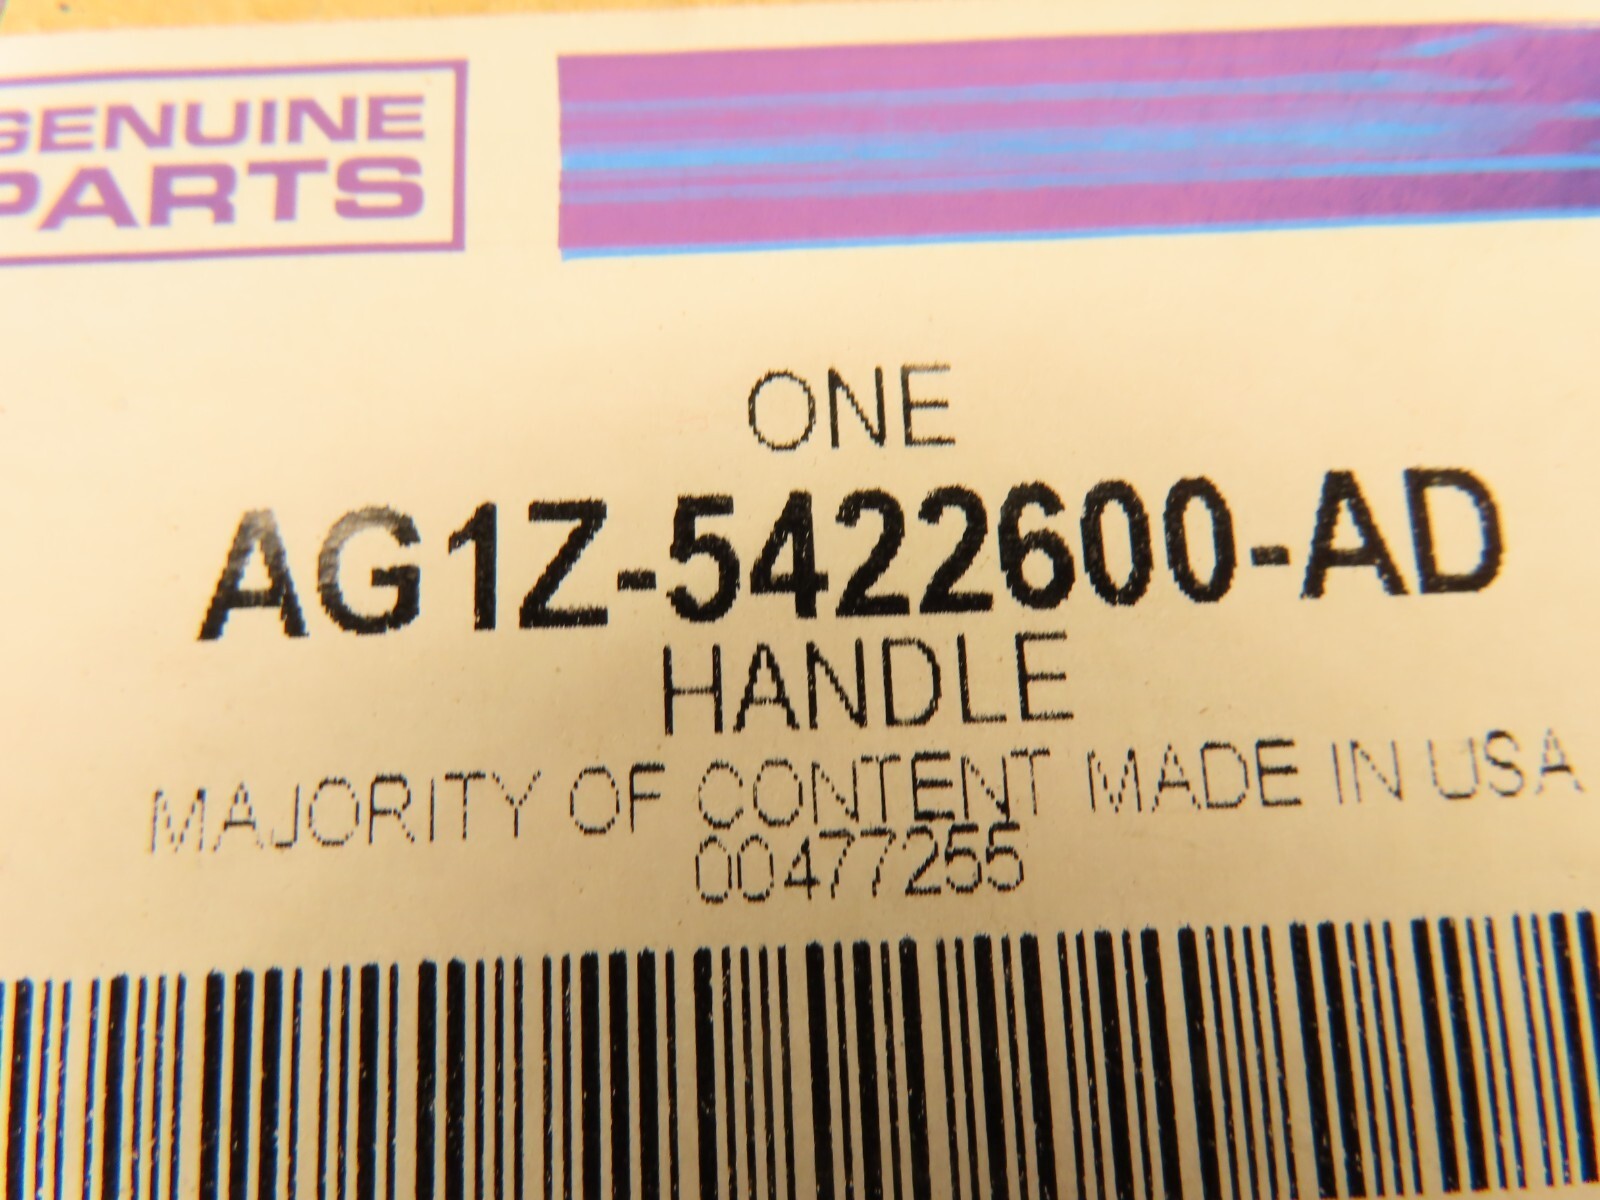 GENUINE
PARTS
ONE
AG1Z-5422600-AD
HANDLE
MAJORITY OF CONTENT MADE IN USA
00477255